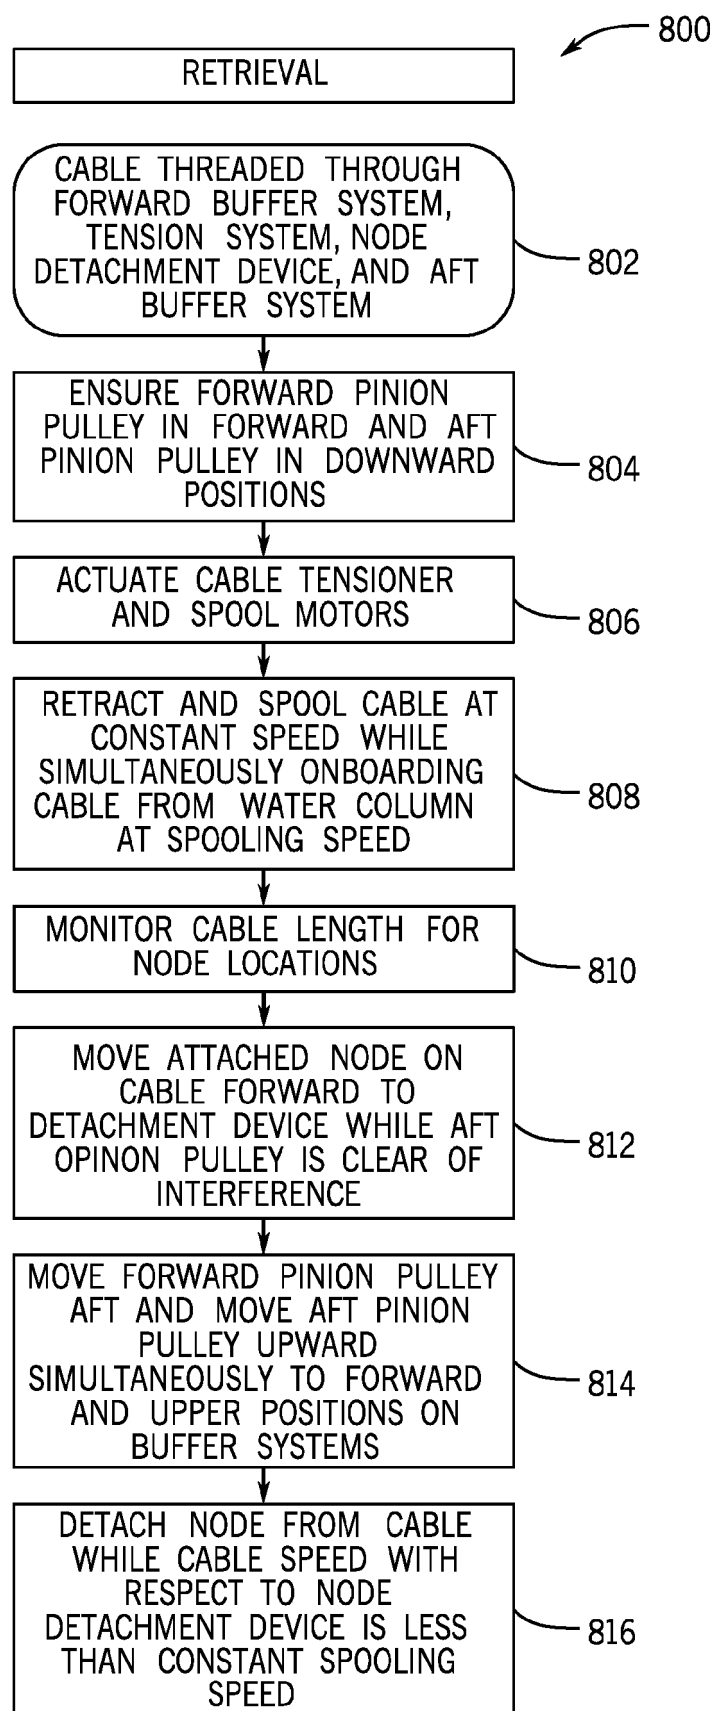 800
RETRIEVAL
CABLE THREADED THROUGH
FORWARD BUFFER SYSTEM,
TENSION SYSTEM, NODE
DETACHMENT DEVICE, AND AFT
BUFFER SYSTEM
802
ENSURE FORWARD PINION
PULLEY IN FORWARD AND AFT
PINION PULLEY IN DOWNWARD
POSITIONS
804
ACTUATE CABLE TENSIONER
AND SPOOL MOTORS
806
RETRACT AND SPOOL CABLE AT
CONSTANT SPEED WHILE
SIMULTANEOUSLY ONBOARDING
CABLE FROM WATER COLUMN
AT SPOOLING SPEED
808
MONITOR CABLE LENGTH FOR
NODE LOCATIONS
810
MOVE ATTACHED NODE ON
CABLE FORWARD TO
DETACHMENT DEVICE WHILE AFT
OPINON PULLEY IS CLEAR OF
INTERFERENCE
812
MOVE FORWARD PINION PULLEY
AFT AND MOVE AFT PINION
PULLEY UPWARD
SIMULTANEOUSLY TO FORWARD
AND UPPER POSITIONS ON
BUFFER SYSTEMS
814
DETACH NODE FROM CABLE
WHILE CABLE SPEED WITH
RESPECT TO NODE
DETACHMENT DEVICE IS LESS
THAN CONSTANT SPOOLING
SPEED
816